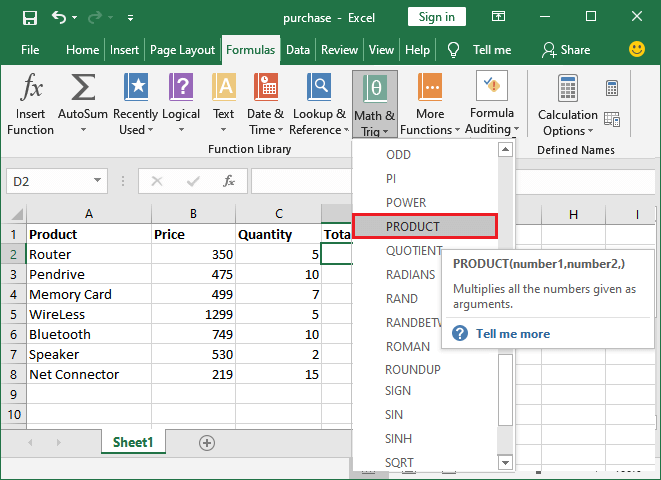 purchase - Excel
Sign in
File Home Insert Page Layout Formulas Data Review View Help Tell me Share
Insert Function
AutoSum
Recently Used
Logical
Text
Date & Time
Lookup & Reference
Math & Trig
More Functions
Formula Auditing
Calculation Options
Function Library
Defined Names
D2
fx
A B C H I
1 Product Price Quantity Tota
2 Router 350 5
3 Pendrive 475 10
4 Memory Card 499 7
5 WireLess 1299 5
6 Bluetooth 749 10
7 Speaker 530 2
8 Net Connector 219 15
9
10
ODD
PI
POWER
PRODUCT
QUOTIENT
RADIANS
RAND
RANDBETW
ROMAN
ROUNDUP
SIGN
SIN
SINH
SQRT
PRODUCT(number1,number2,)
Multiplies all the numbers given as
arguments.
? Tell me more
Sheet1